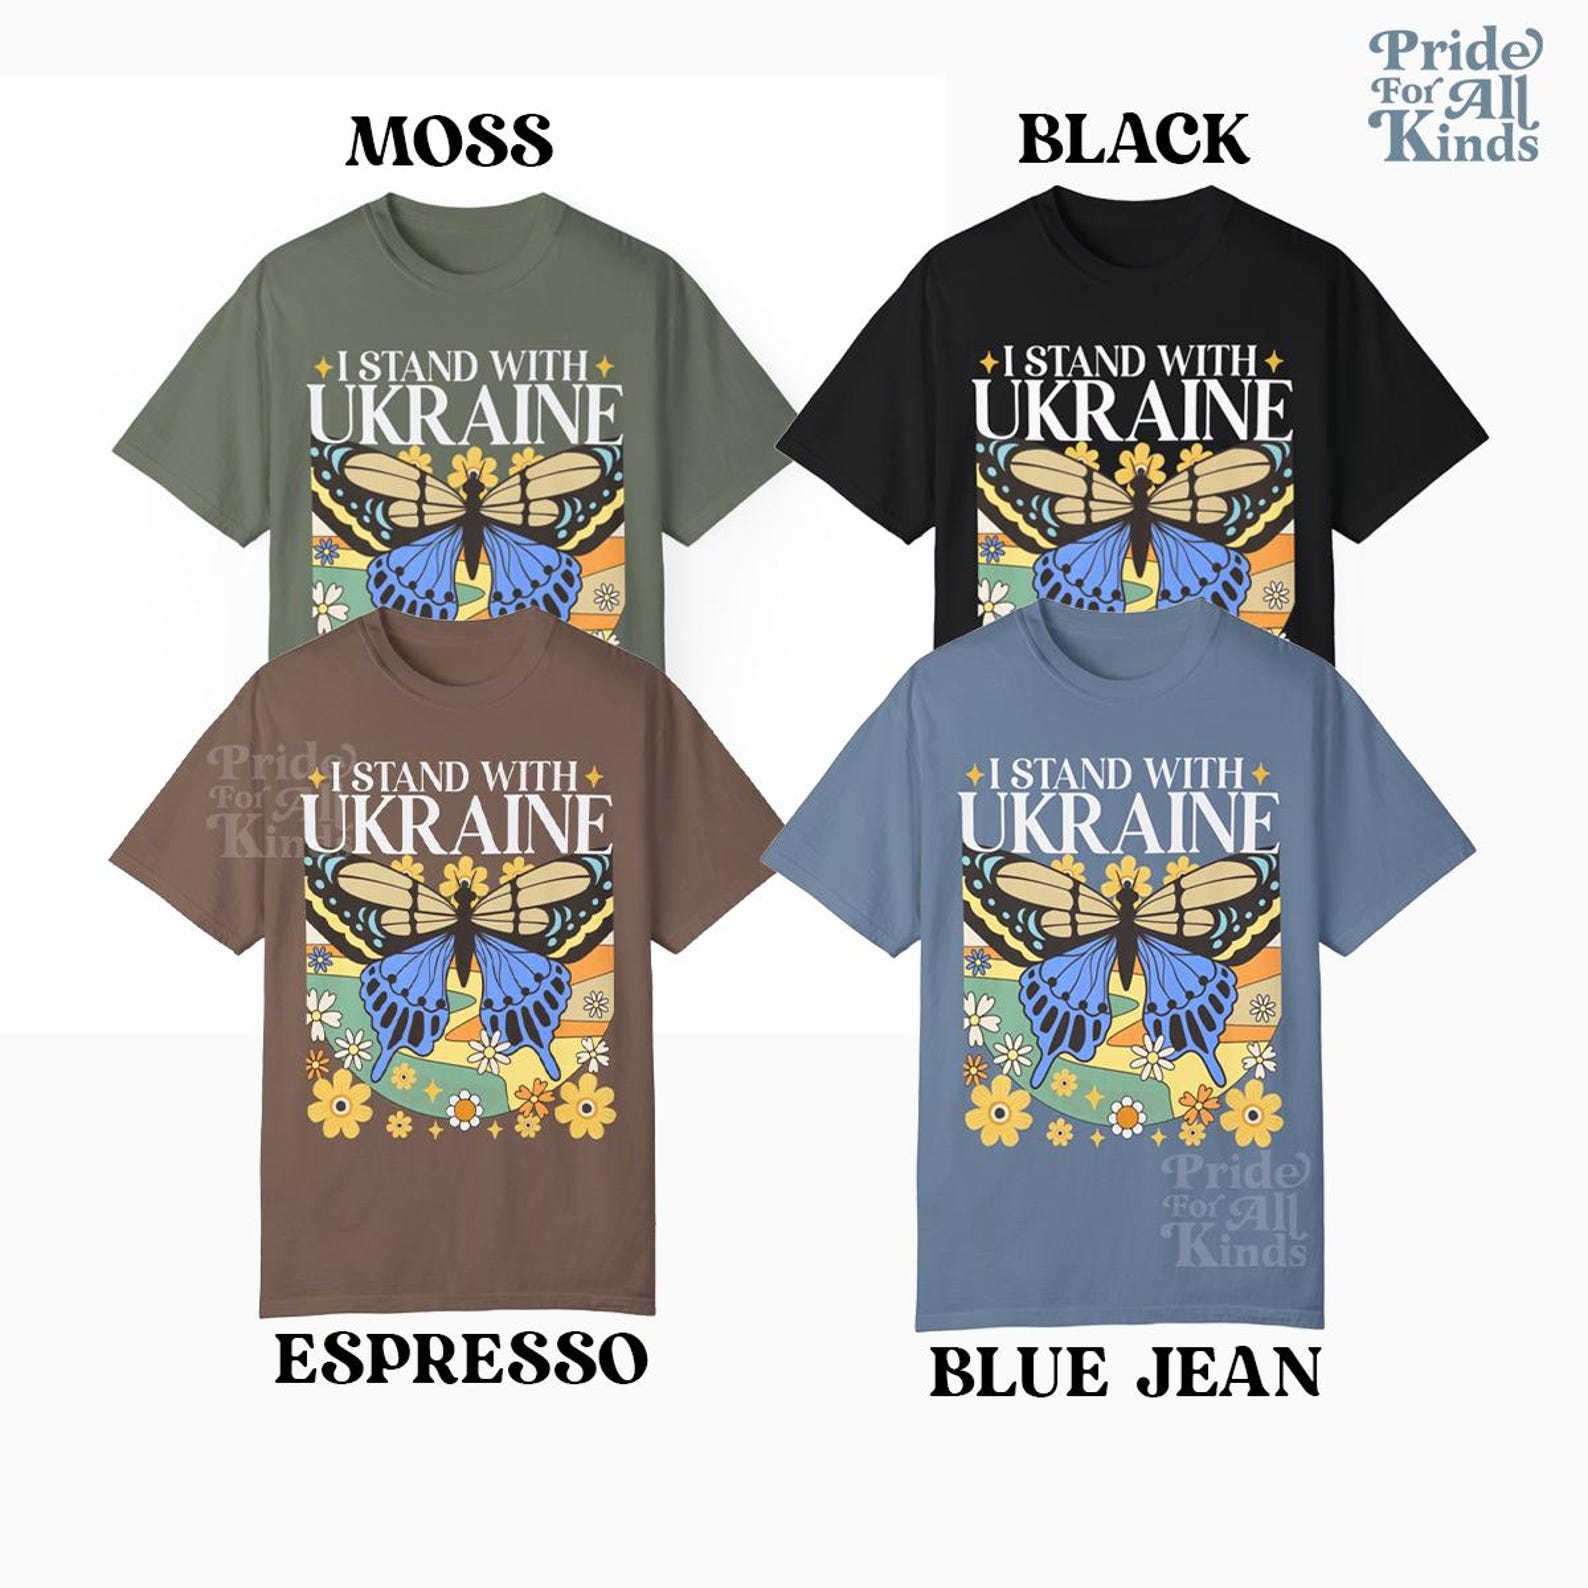 Pride
For All
Kinds
MOSS
BLACK
I STAND WITH
UKRAINE
I STAND WITH
UKRAINE
Pride
For All
Kinds
I STAND WITH
UKRAINE
I STAND WITH
UKRAINE
Pride
For All
Kinds
ESPRESSO
BLUE JEAN